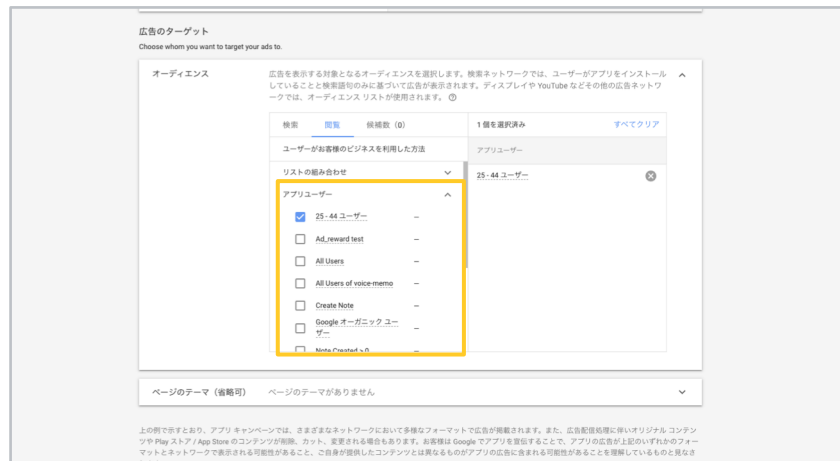 広告のターゲット
Choose whom you want to target your ads to.
オーディエンス
広告を表示する対象となるオーディエンスを選択します。検索ネットワークでは、ユーザーがアプリをインストール
していることと検索語句のみに基づいて広告が表示されます。ディスプレイや YouTube などその他の広告ネットワ
ークでは、オーディエンス リストが使用されます。
検索 閲覧 候補数（0）
1 個を選択済み すべてクリア
ユーザーがお客様のビジネスを利用した方法
アプリユーザー
リストの組み合わせ
25 - 44 ユーザー
アプリユーザー
25 - 44 ユーザー –
Ad_reward test –
All Users –
All Users of voice-memo –
Create Note –
Google オーガニック ユー
ザー –
Note Created > 0
ページのテーマ（省略可） ページのテーマがありません
上の例で示すとおり、アプリ キャンペーンでは、さまざまなネットワークにおいて多様なフォーマットで広告が掲載されます。また、広告配信処理に伴いオリジナル コンテン
ツや Play ストア / App Store のコンテンツが削除、カット、変更される場合もあります。お客様は Google でアプリを宣伝することで、アプリの広告が上記のいずれかのフォー
マットとネットワークで表示される可能性があること、ご自身が提供したコンテンツとは異なるものがアプリの広告に含まれる可能性があることを理解しているものと見なさ